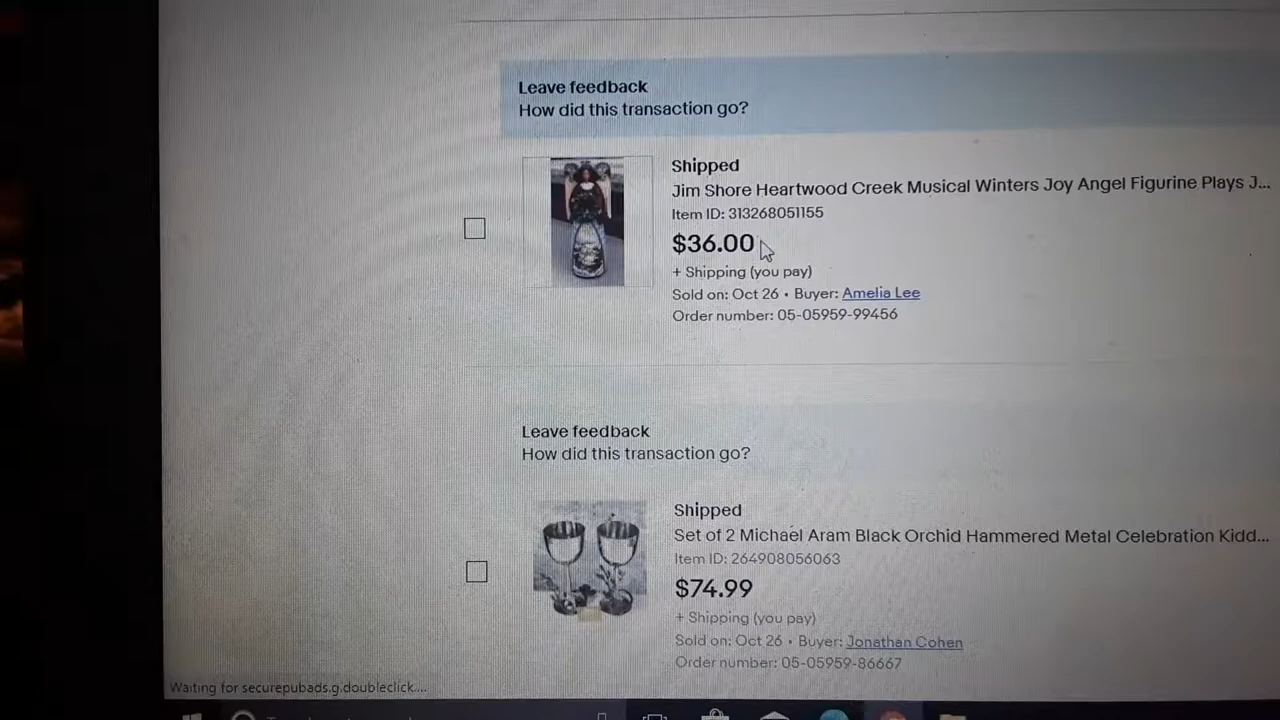 Leave feedback
How did this transaction go?
Shipped
Jim Shore Heartwood Creek Musical Winters Joy Angel Figurine Plays J...
Item ID: 313268051155
$36.00
+ Shipping (you pay)
Sold on: Oct 26 • Buyer: Amelia Lee
Order number: 05-05959-99456
Leave feedback
How did this transaction go?
Shipped
Set of 2 Michael Aram Black Orchid Hammered Metal Celebration Kidd...
Item ID: 264908056063
$74.99
+ Shipping (you pay)
Sold on: Oct 26 • Buyer: Jonathan Cohen
Order number: 05-05959-86667
Waiting for securepubads.g.doubleclick....